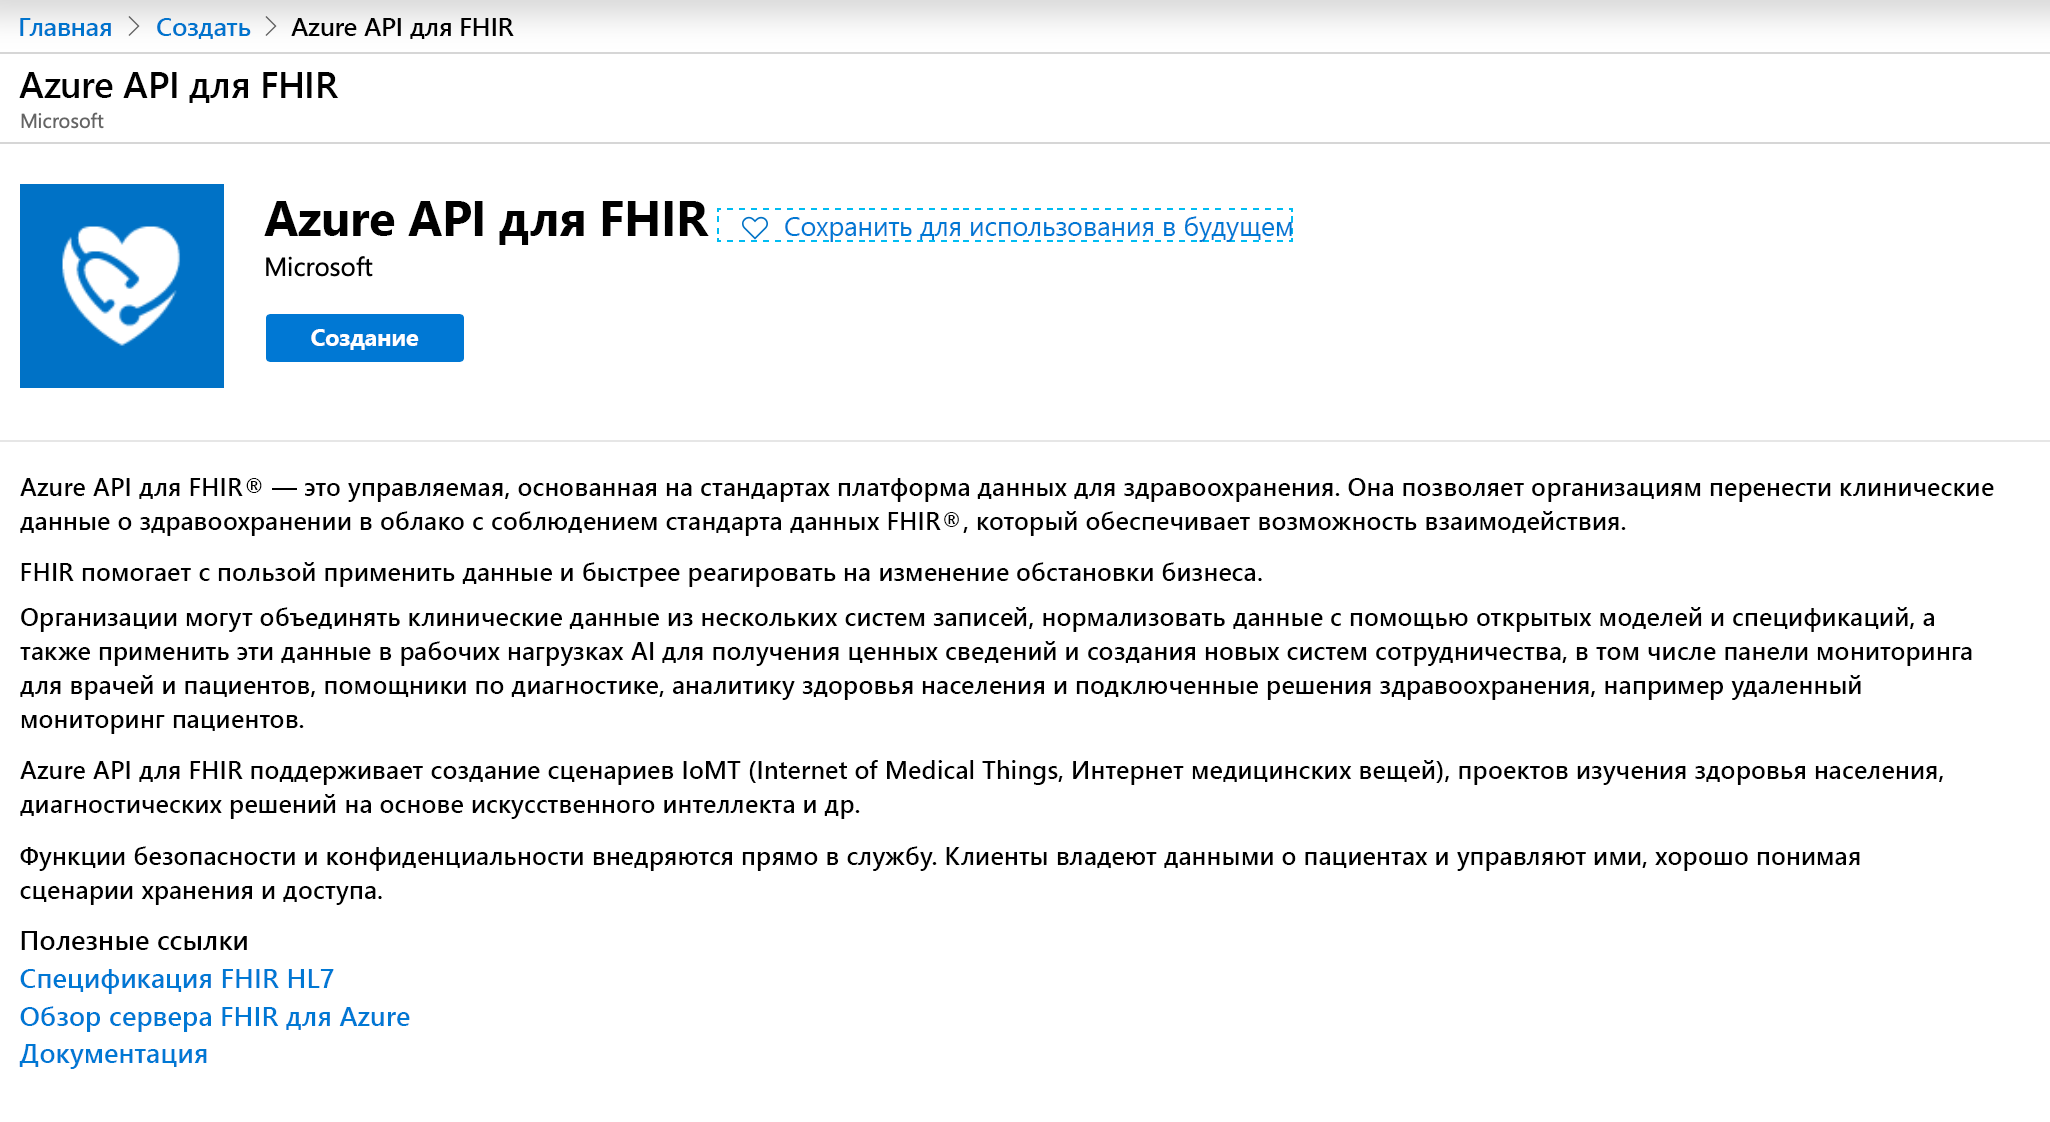 Главная > Создать > Azure API для FHIR
Azure API для FHIR
Microsoft
Azure API для FHIR
Сохранить для использования в будущем
Microsoft
Создание
Azure API для FHIR® — это управляемая, основанная на стандартах платформа данных для здравоохранения. Она позволяет организациям перенести клинические
данные о здравоохранении в облако с соблюдением стандарта данных FHIR®, который обеспечивает возможность взаимодействия.
FHIR помогает с пользой применить данные и быстрее реагировать на изменение обстановки бизнеса.
Организации могут объединять клинические данные из нескольких систем записей, нормализовать данные с помощью открытых моделей и спецификаций, а
также применить эти данные в рабочих нагрузках AI для получения ценных сведений и создания новых систем сотрудничества, в том числе панели мониторинга
для врачей и пациентов, помощники по диагностике, аналитику здоровья населения и подключенные решения здравоохранения, например удаленный
мониторинг пациентов.
Azure API для FHIR поддерживает создание сценариев IoMT (Internet of Medical Things, Интернет медицинских вещей), проектов изучения здоровья населения,
диагностических решений на основе искусственного интеллекта и др.
Функции безопасности и конфиденциальности внедряются прямо в службу. Клиенты владеют данными о пациентах и управляют ими, хорошо понимая
сценарии хранения и доступа.
Полезные ссылки
Спецификация FHIR HL7
Обзор сервера FHIR для Azure
Документация